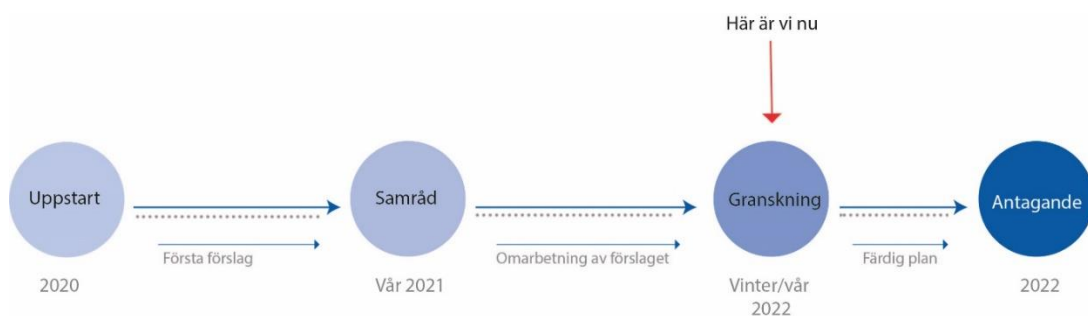 Här är vi nu
Uppstart
Samråd
Granskning
Antagande
Första förslag
Omarbetning av förslaget
Färdig plan
2020
Vår 2021
Vinter/vår
2022
2022